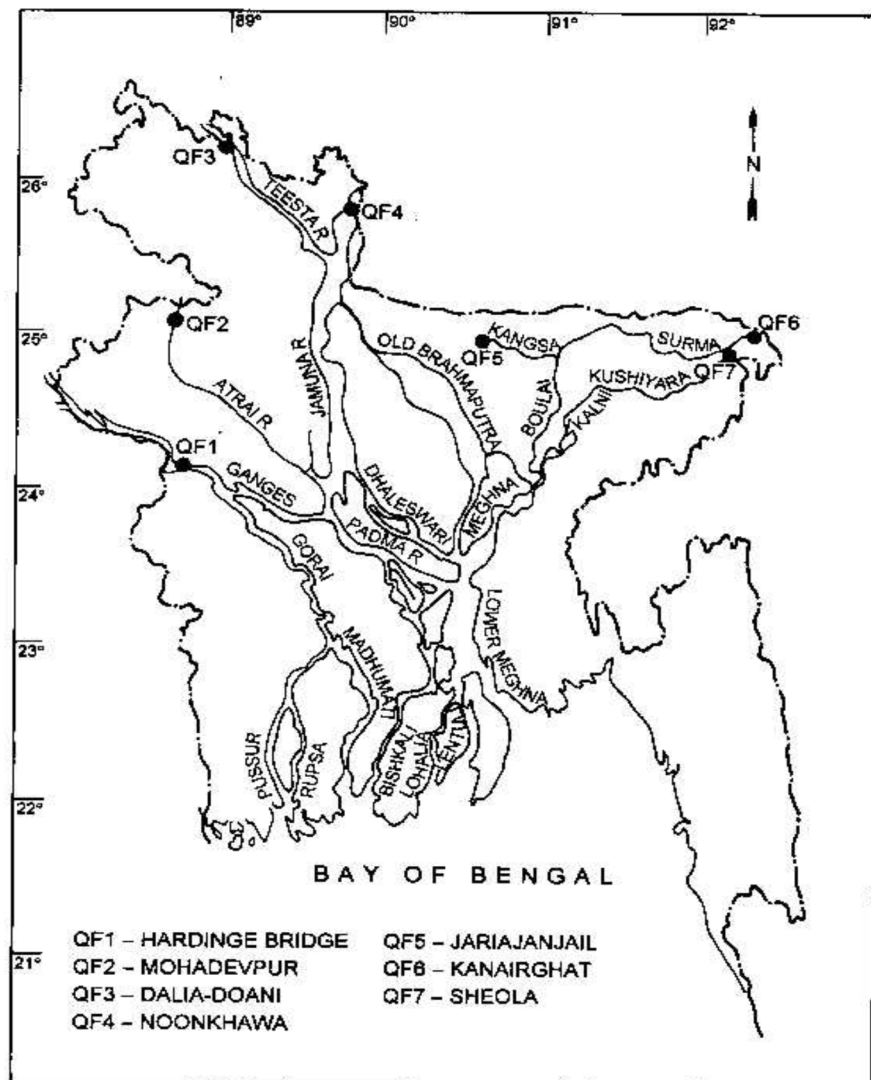 89° 90° 91° 92°
26°
25°
24°
23°
22°
21°
N
QF3
TEESTA R
QF4
QF2
ATRAI R
JAMUNA R
OLD BRAHMAPUTRA
QF5
KANGSA
SURMA
QF6
QF7
KUSHIYARA
BOULAI
KALNI
QF1
GANGES
DHALESWARI
MEGHNA
PADMA R
GORAI
MADHUMATI
LOMER MEGHNA
PUSSUR
RUPSA
BISHKALI
LOHALIA
BAY OF BENGAL
QF1 – HARDINGE BRIDGE
QF2 – MOHADEVPUR
QF3 – DALIA-DOANI
QF4 – NOONKHAWA
QF5 – JARIAJANJAIL
QF6 – KANAIRGHAT
QF7 – SHEOLA